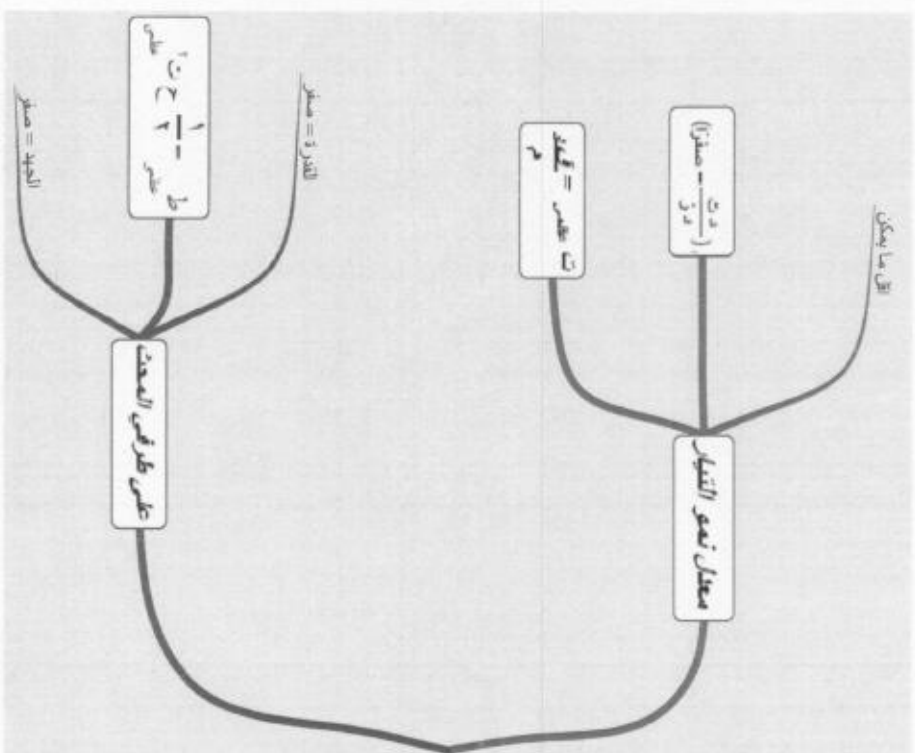 معدل نمو التيار
أقل ما يمكن
(دت/دز = صفرًا)
ت عظمى = قء/م
على طرفي المحث
القدرة = صفر
ط عظمى = ١/٢ ح ت² عظمى
الجهد = صفر